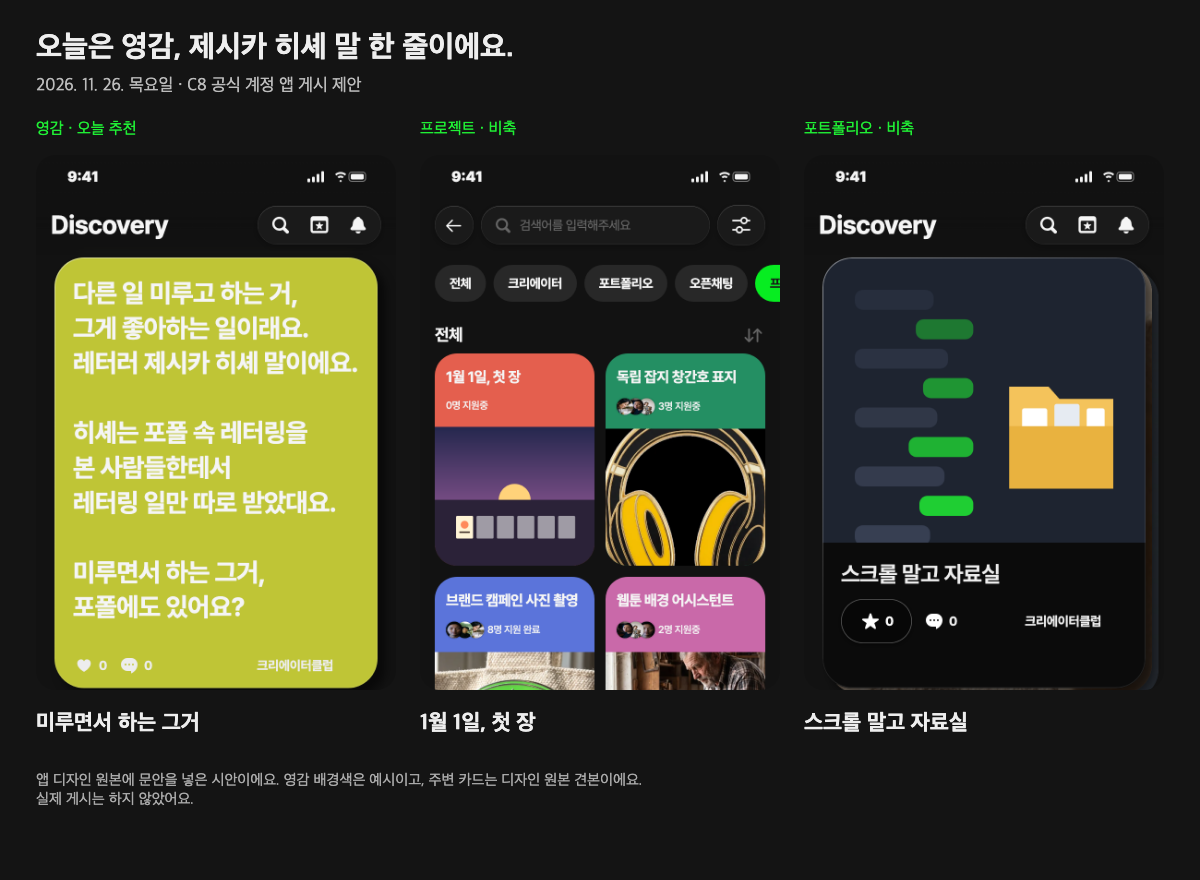 오늘은 영감, 제시카 히셰 말 한 줄이에요.
2026. 11. 26. 목요일 · C8 공식 계정 앱 게시 제안
영감 · 오늘 추천
9:41
Discovery
다른 일 미루고 하는 거,
그게 좋아하는 일이래요.
레터러 제시카 히셰 말이에요.
히셰는 포폴 속 레터링을
본 사람들한테서
레터링 일만 따로 받았대요.
미루면서 하는 그거,
포폴에도 있어요?
0 0 크리에이터클럽
미루면서 하는 그거
프로젝트 · 비축
9:41
검색어를 입력해주세요
전체 크리에이터 포트폴리오 오픈채팅
전체
1월 1일, 첫 장
0명 지원중
독립 잡지 창간호 표지
3명 지원중
브랜드 캠페인 사진 촬영
8명 지원 완료
웹툰 배경 어시스턴트
2명 지원중
1월 1일, 첫 장
포트폴리오 · 비축
9:41
Discovery
스크롤 말고 자료실
0 0 크리에이터클럽
스크롤 말고 자료실
앱 디자인 원본에 문안을 넣은 시안이에요. 영감 배경색은 예시이고, 주변 카드는 디자인 원본 견본이에요.
실제 게시는 하지 않았어요.